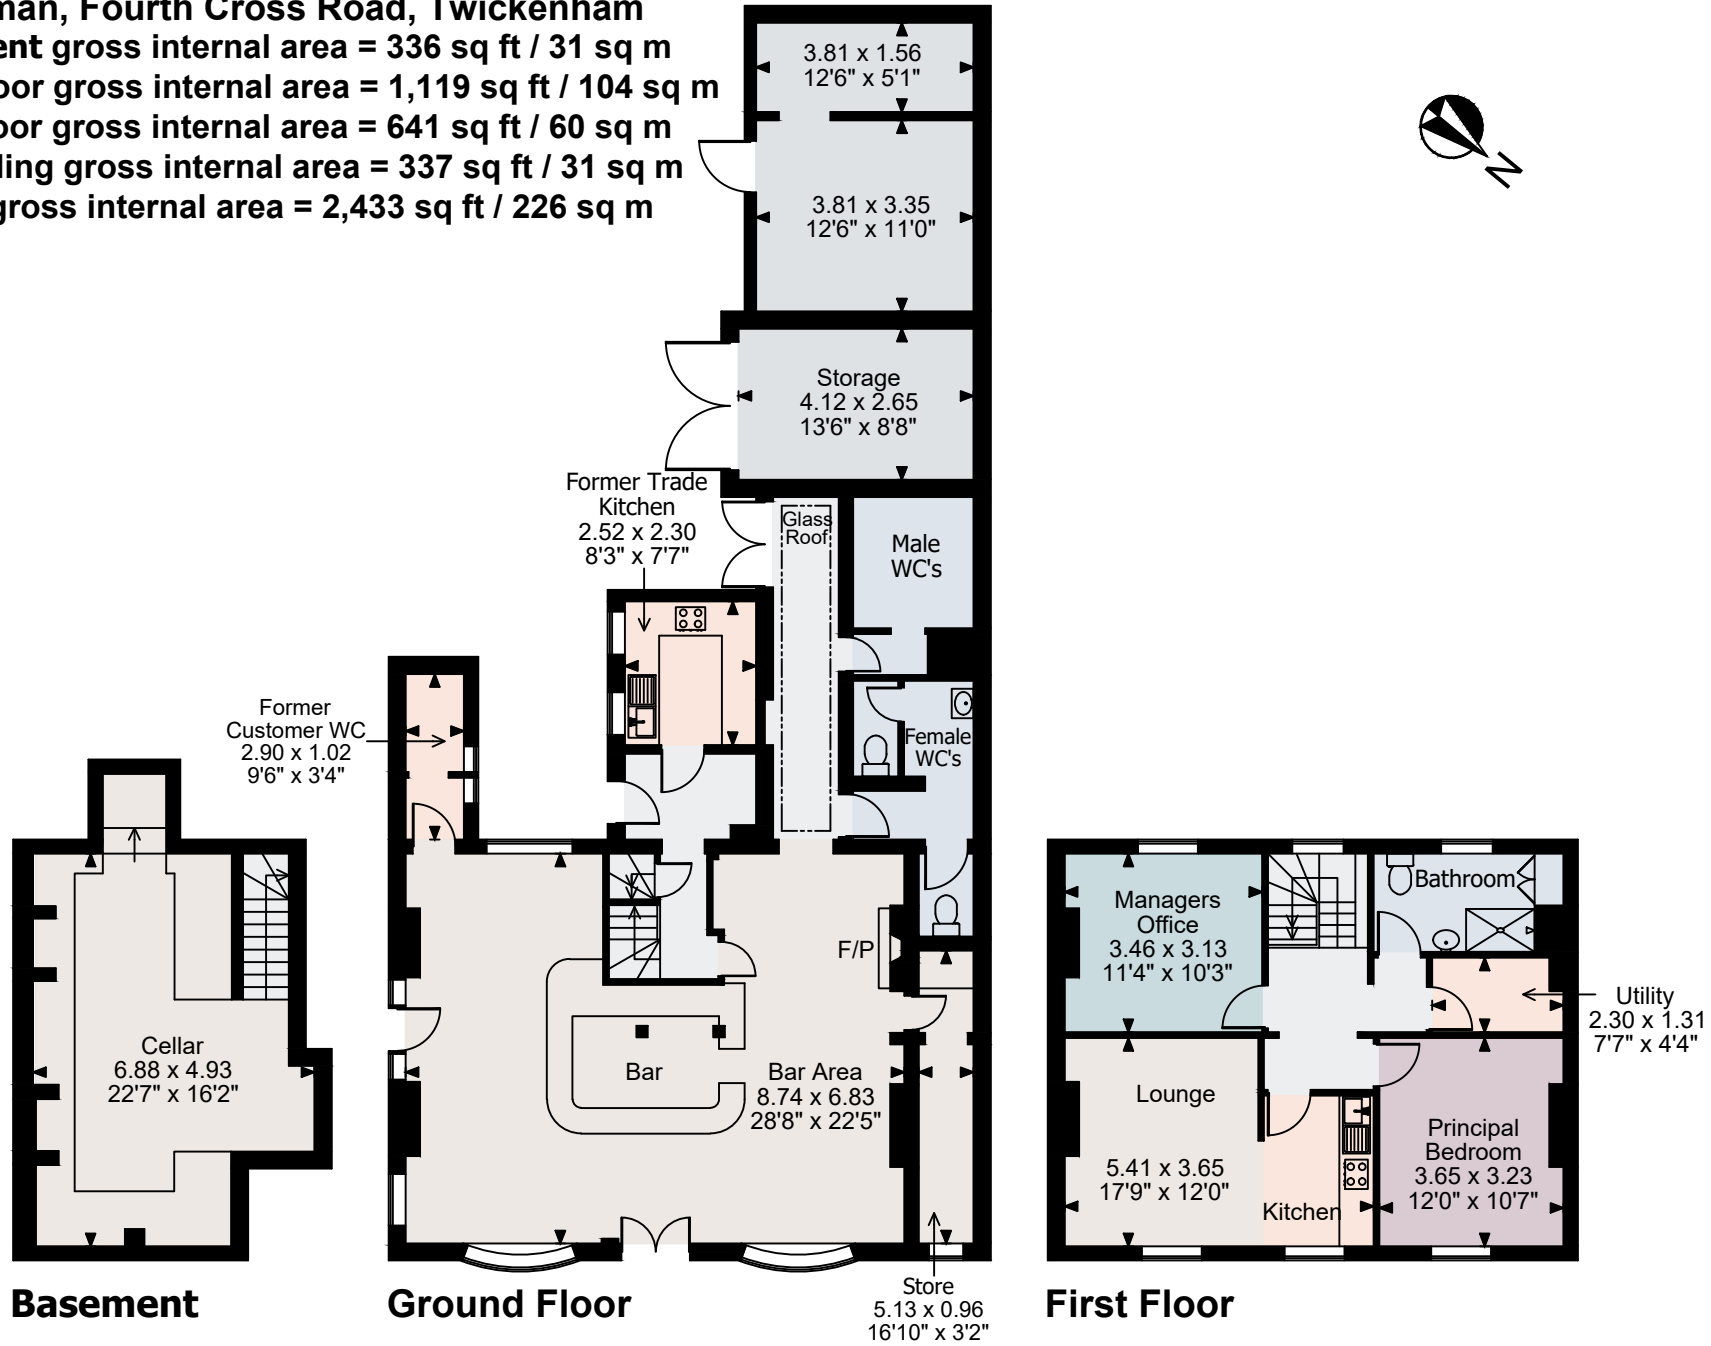 Fourth Cross Road, Twickenham
gross internal area = 336 sq ft / 31 sq m
gross internal area = 1,119 sq ft / 104 sq m
gross internal area = 641 sq ft / 60 sq m
gross internal area = 337 sq ft / 31 sq m
gross internal area = 2,433 sq ft / 226 sq m
N
3.81 x 1.56
12'6" x 5'1"
3.81 x 3.35
12'6" x 11'0"
Storage
4.12 x 2.65
13'6" x 8'8"
Former Trade
Kitchen
2.52 x 2.30
8'3" x 7'7"
Glass
Roof
Male
WC's
Former
Customer WC
2.90 x 1.02
9'6" x 3'4"
Female
WC's
Cellar
6.88 x 4.93
22'7" x 16'2"
F/P
Bar
Bar Area
8.74 x 6.83
28'8" x 22'5"
Store
5.13 x 0.96
16'10" x 3'2"
Managers
Office
3.46 x 3.13
11'4" x 10'3"
Bathroom
Utility
2.30 x 1.31
7'7" x 4'4"
Lounge
5.41 x 3.65
17'9" x 12'0"
Kitchen
Principal
Bedroom
3.65 x 3.23
12'0" x 10'7"
Basement
Ground Floor
First Floor